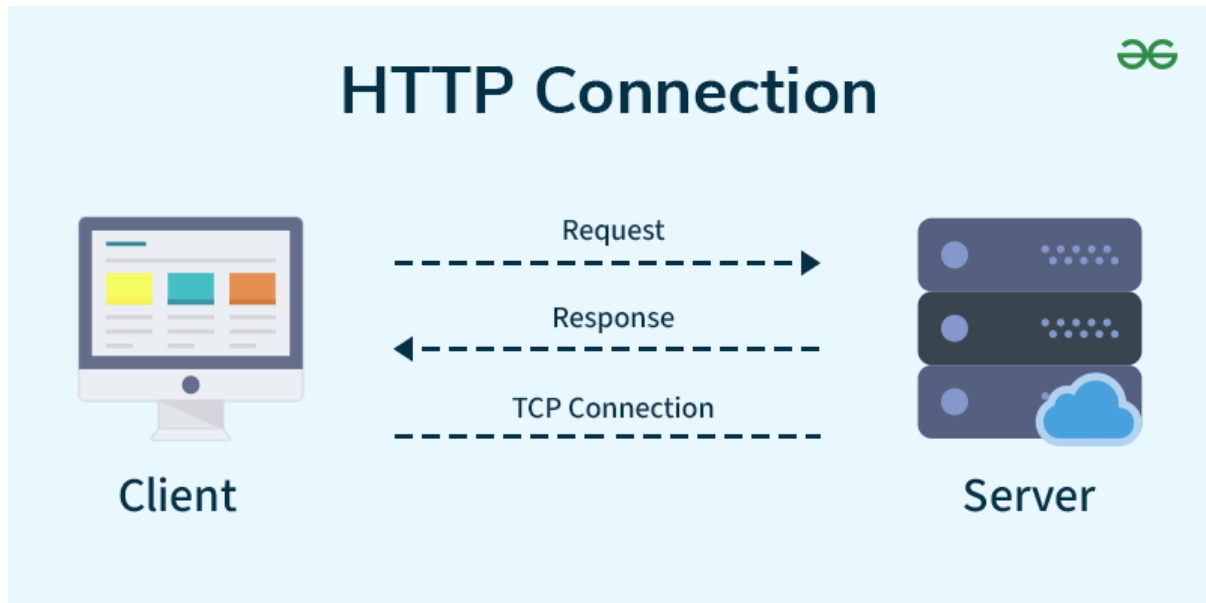 HTTP Connection
Request
Response
TCP Connection
Client
Server